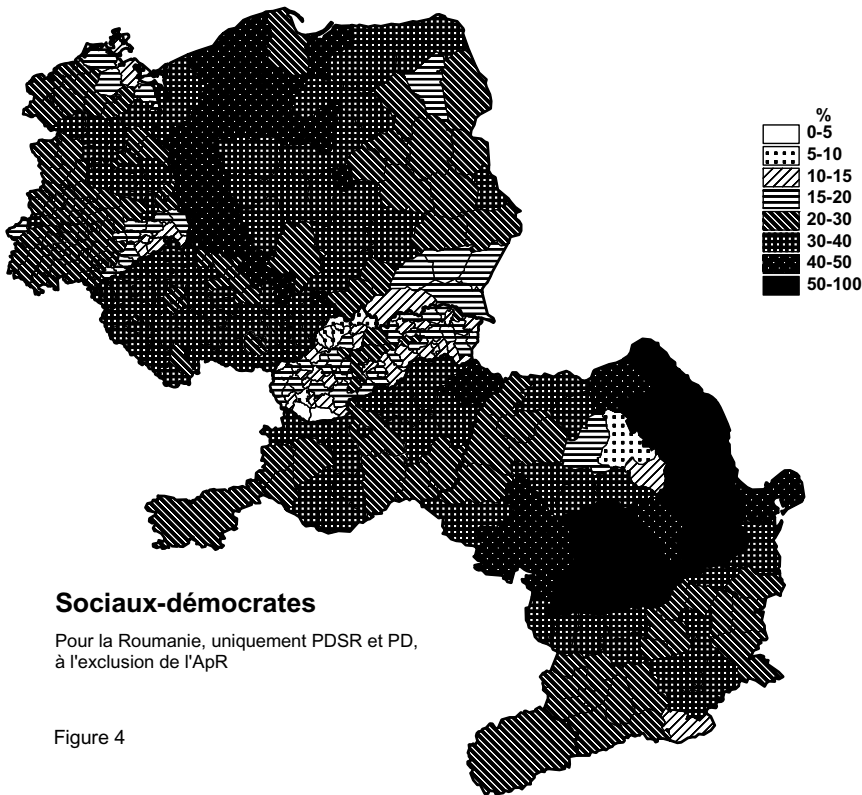 %
0-5
5-10
10-15
15-20
20-30
30-40
40-50
50-100
Sociaux-démocrates
Pour la Roumanie, uniquement PDSR et PD,
à l'exclusion de l'ApR
Figure 4